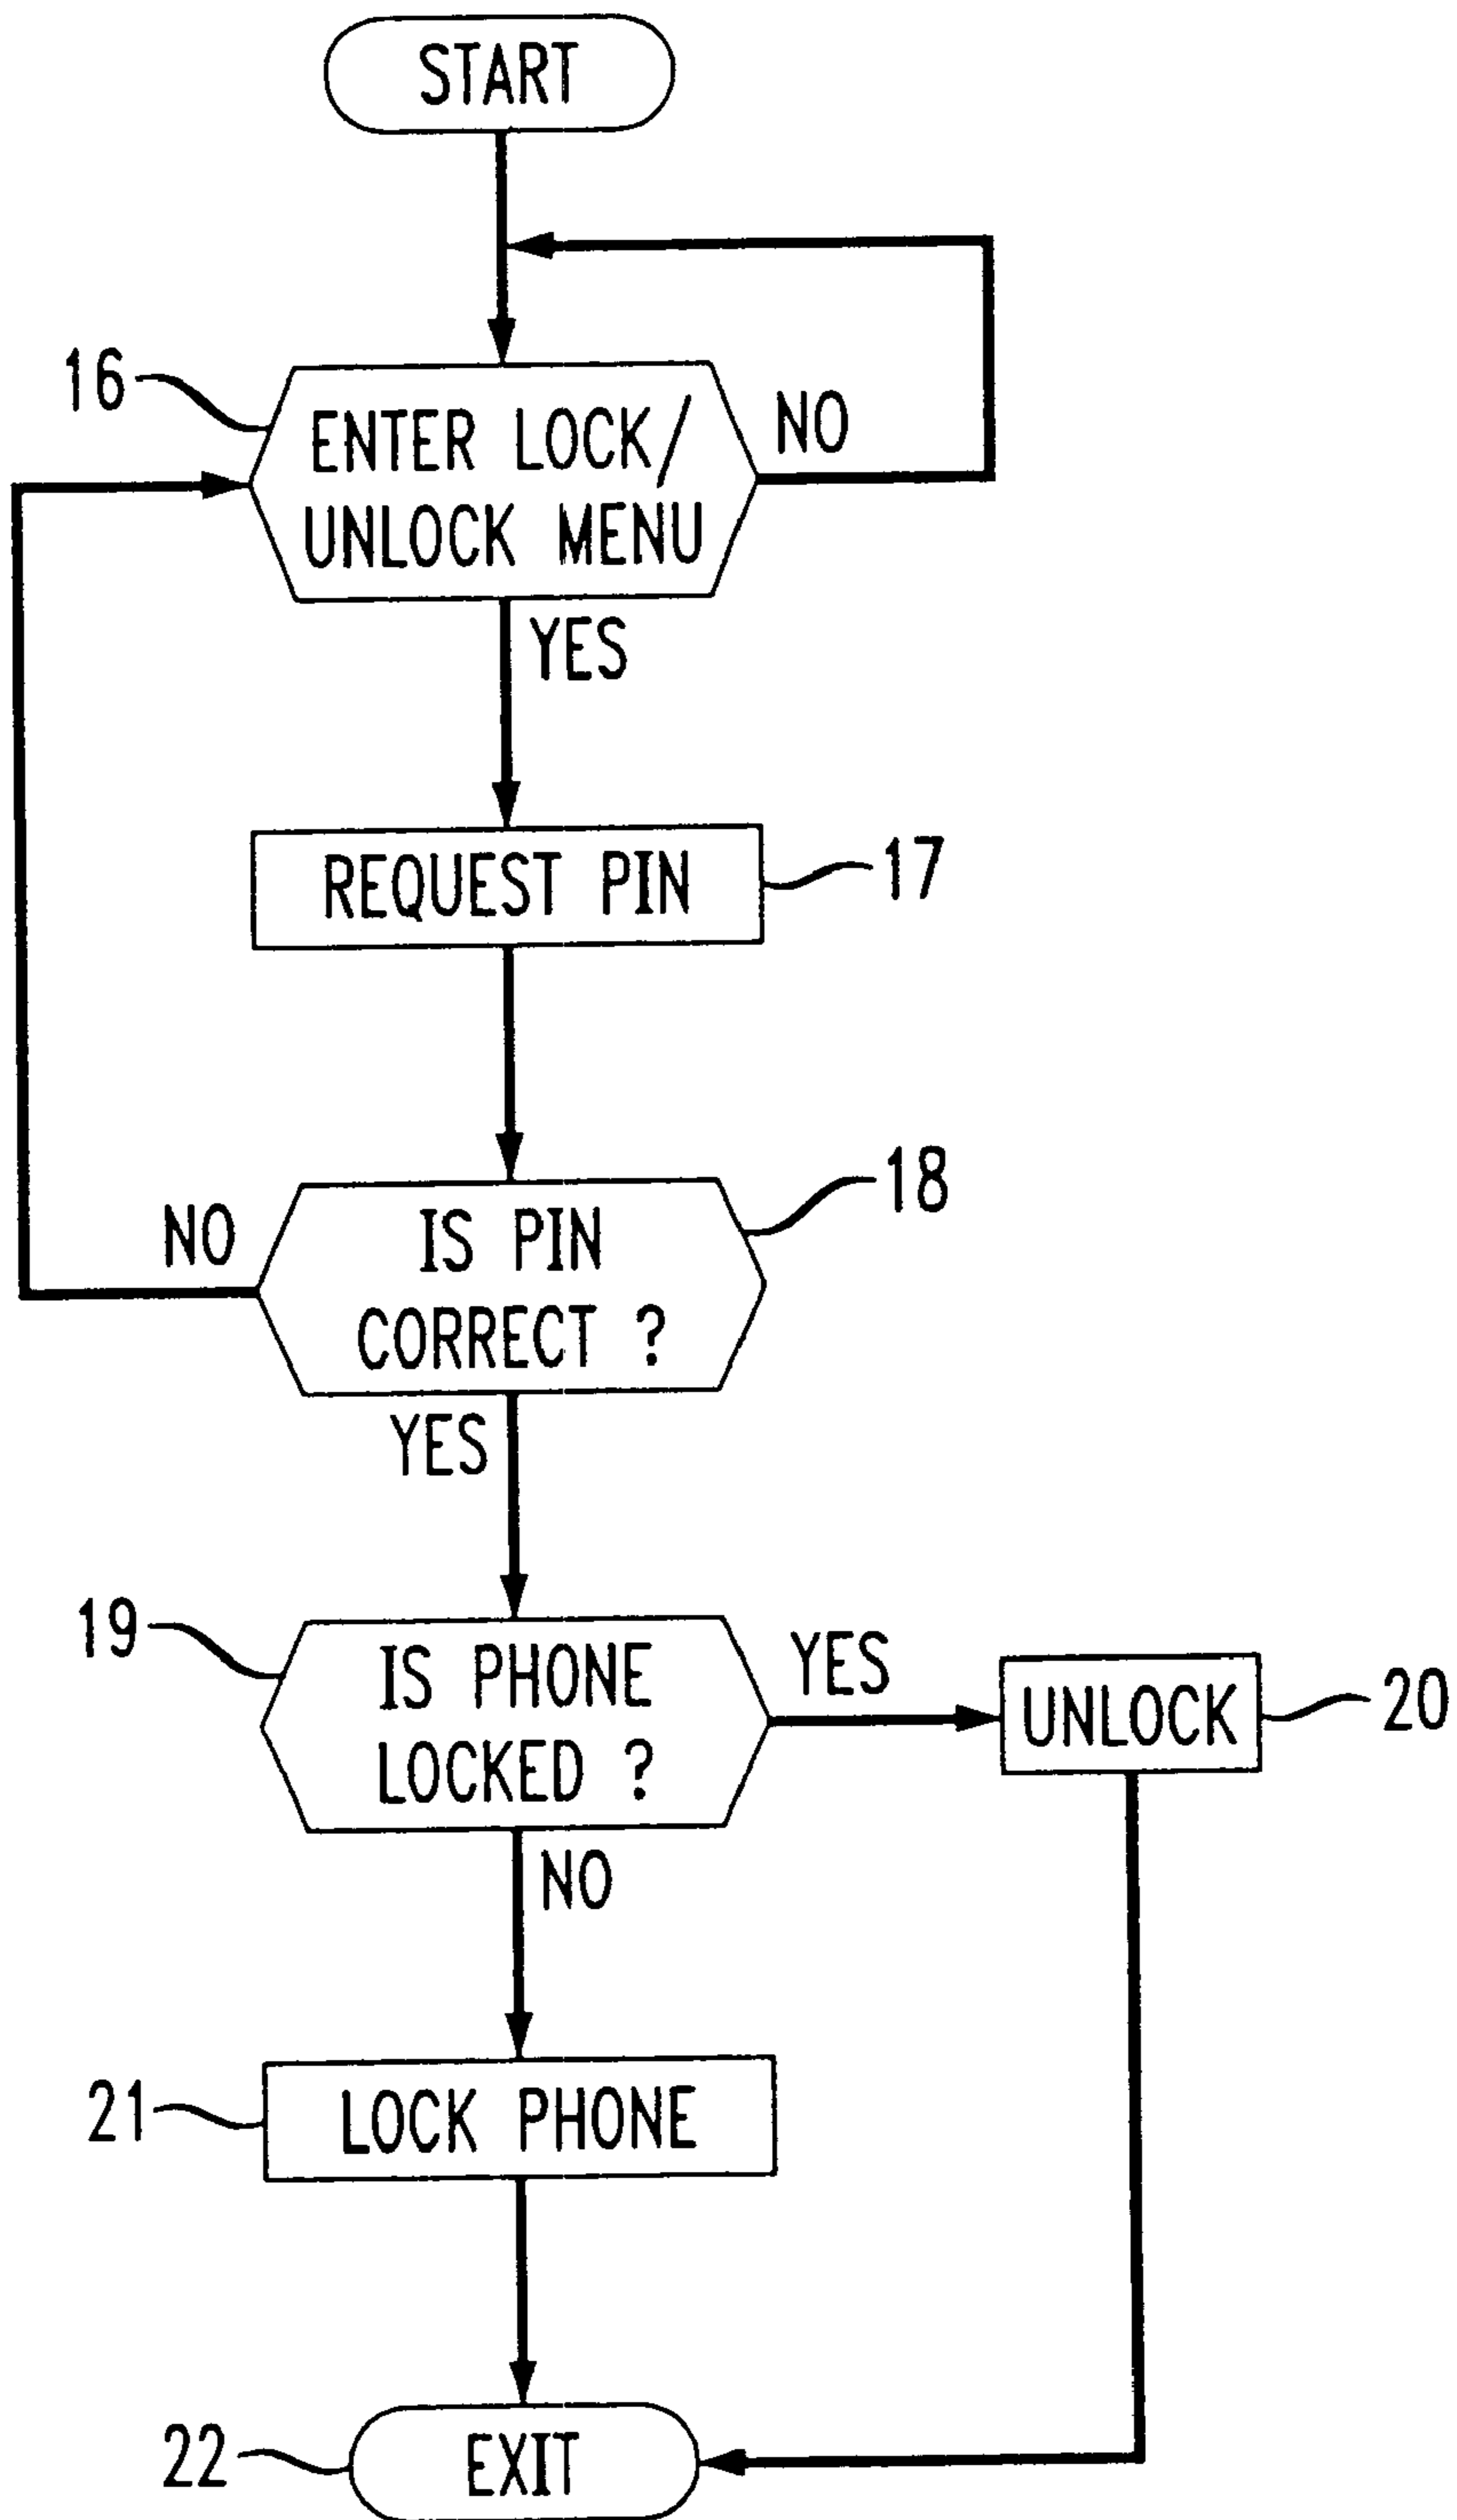 START
16
ENTER LOCK/
UNLOCK MENU
NO
YES
REQUEST PIN
17
18
IS PIN
CORRECT ?
NO
YES
19
IS PHONE
LOCKED ?
YES
UNLOCK
20
NO
21
LOCK PHONE
22
EXIT